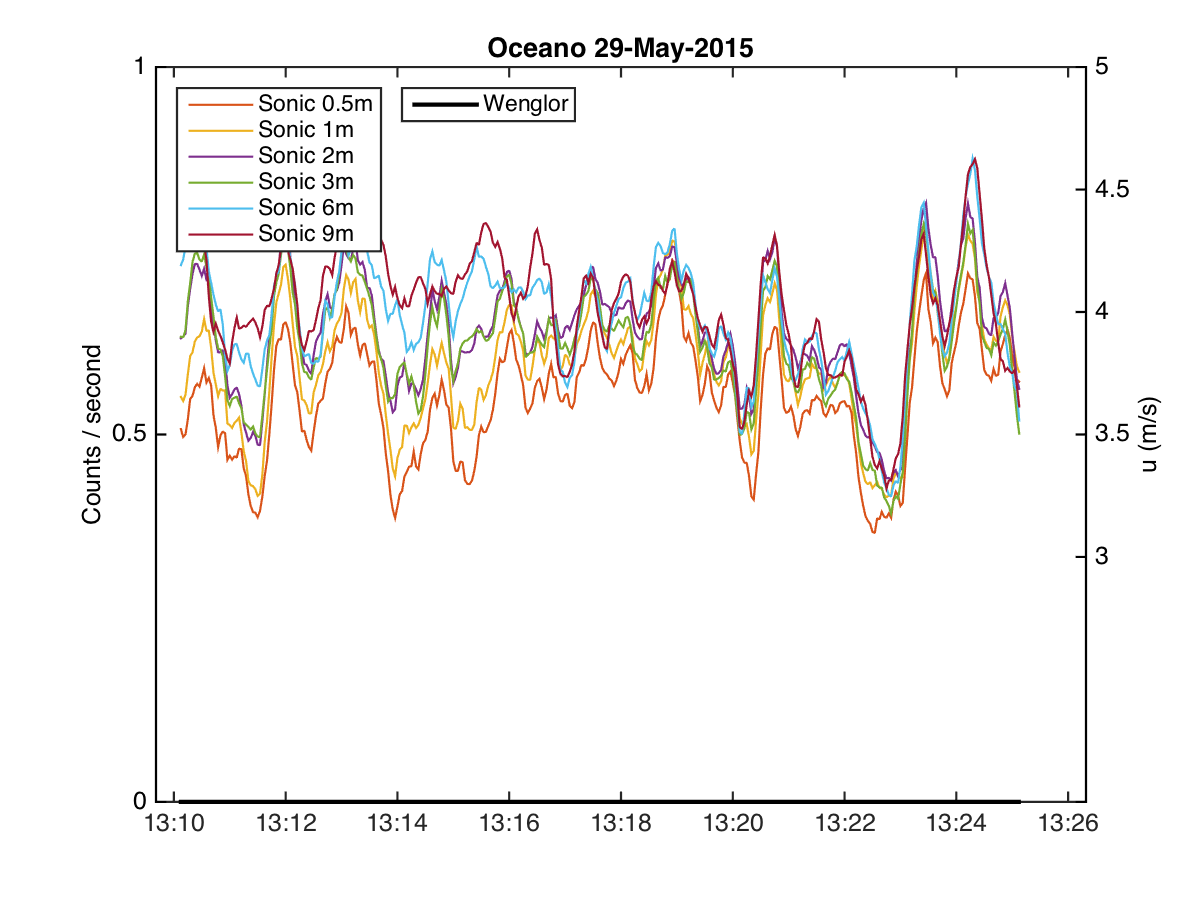 Oceano 29-May-2015
Sonic 0.5m
Sonic 1m
Sonic 2m
Sonic 3m
Sonic 6m
Sonic 9m
Wenglor
Counts / second
1
0.5
0
u (m/s)
5
4.5
4
3.5
3
13:10 13:12 13:14 13:16 13:18 13:20 13:22 13:24 13:26